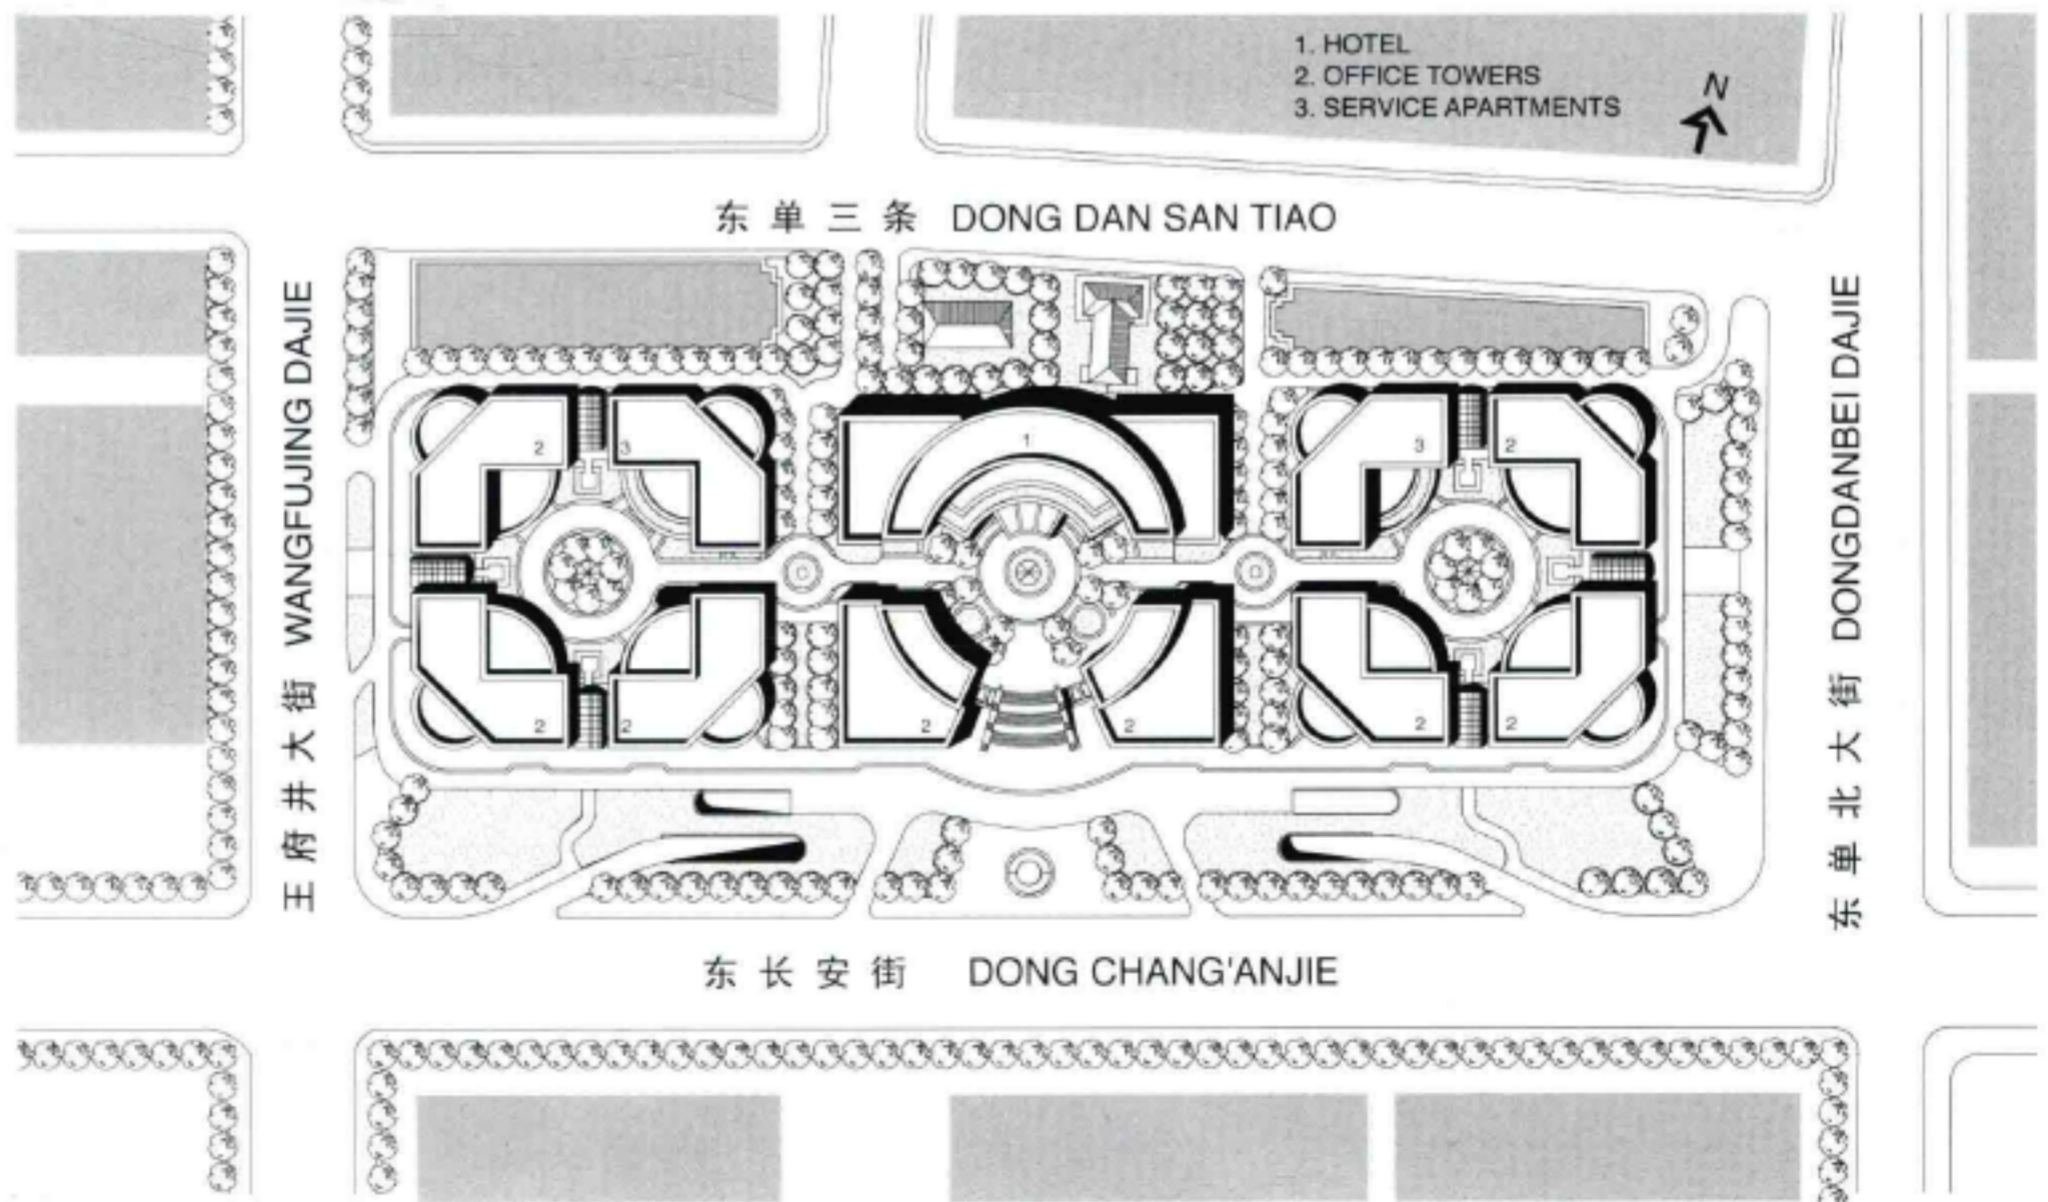 1. HOTEL
2. OFFICE TOWERS
3. SERVICE APARTMENTS
N
东单三条 DONG DAN SAN TIAO
王府井大街 WANGFUJING DAJIE
东单北大街 DONGDANBEI DAJIE
2 3 1 3 2
2 2 2 2 2 2
东长安街 DONG CHANG'ANJIE